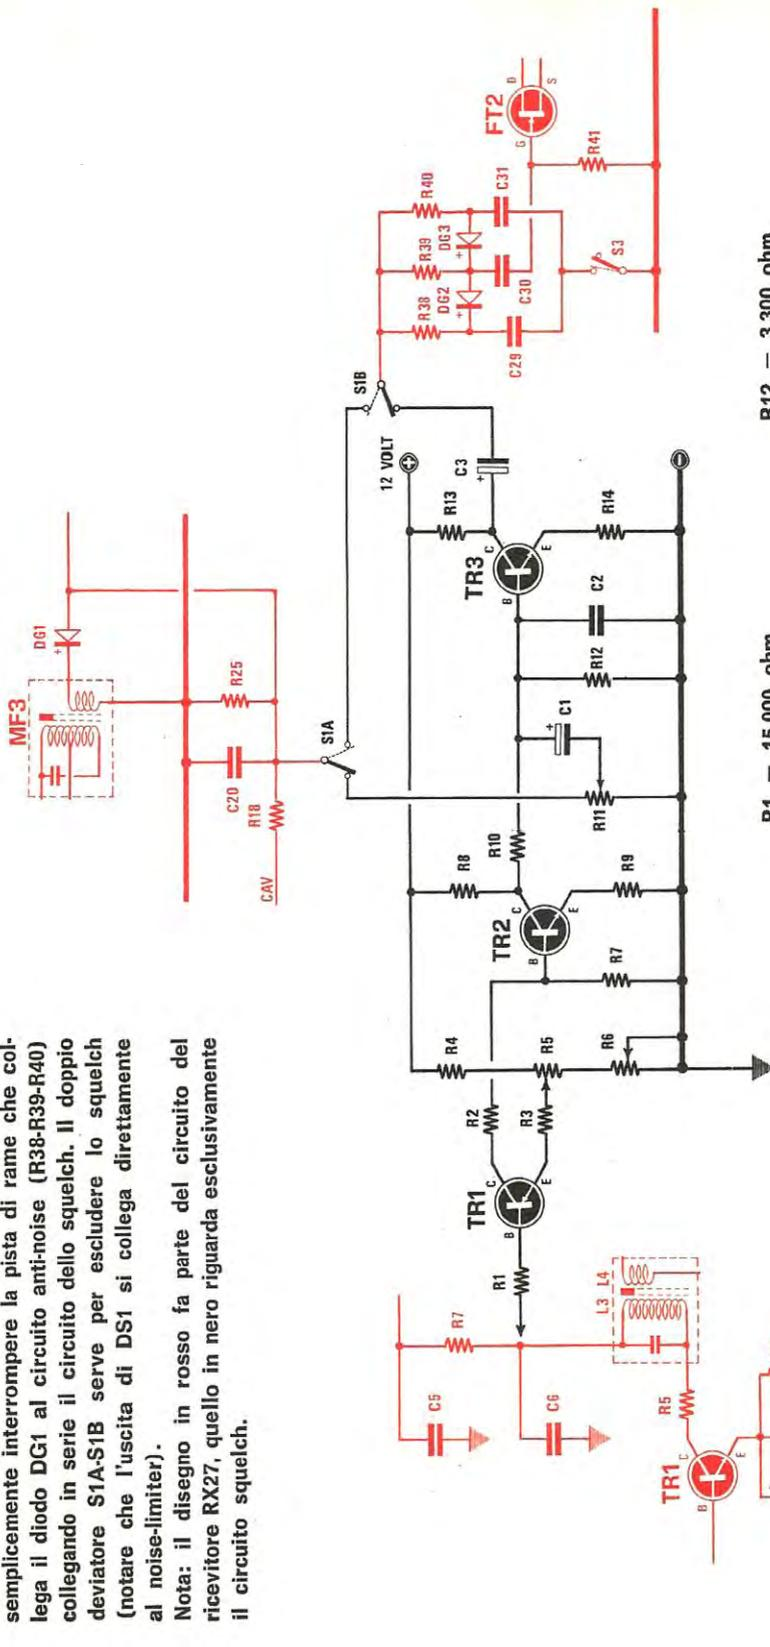 semplicemente interrompere la pista di rame che col-
lega il diodo DG1 al circuito anti-noise (R38-R39-R40)
collegando in serie il circuito dello squelch. Il doppio
deviatore S1A-S1B serve per escludere lo squelch
(notare che l'uscita di DS1 si collega direttamente
al noise-limiter).
Nota: il disegno in rosso fa parte del circuito del
ricevitore RX27, quello in nero riguarda esclusivamente
il circuito squelch.
MF3
DG1
+
C20
R25
R18
CAV
S1A
S1B
12 VOLT
+
R38
R39
R40
DG2
+
DG3
+
C29
C30
C31
FT2
G
D
S
R41
S3
C5
R7
C6
L3
L4
R5
TR1
B
C
E
R1
TR1
B
C
E
R2
R3
R4
R5
R6
R7
TR2
B
C
E
R8
R9
R10
R11
C1
+
R12
C2
TR3
B
C
E
R13
R14
C3
+
-
R1 = 15.000 ohm
R12 = 3.300 ohm